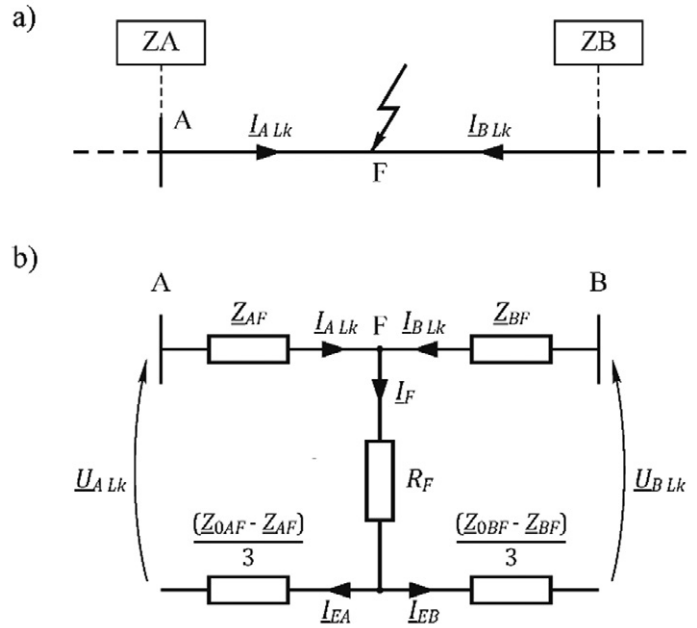 a)
ZA ZB
A I_A Lk I_B Lk
F
b)
A B
Z_AF I_A Lk F I_B Lk Z_BF
I_F
U_A Lk R_F U_B Lk
(Z_0AF - Z_AF) (Z_0BF - Z_BF)
3 3
I_EA I_EB